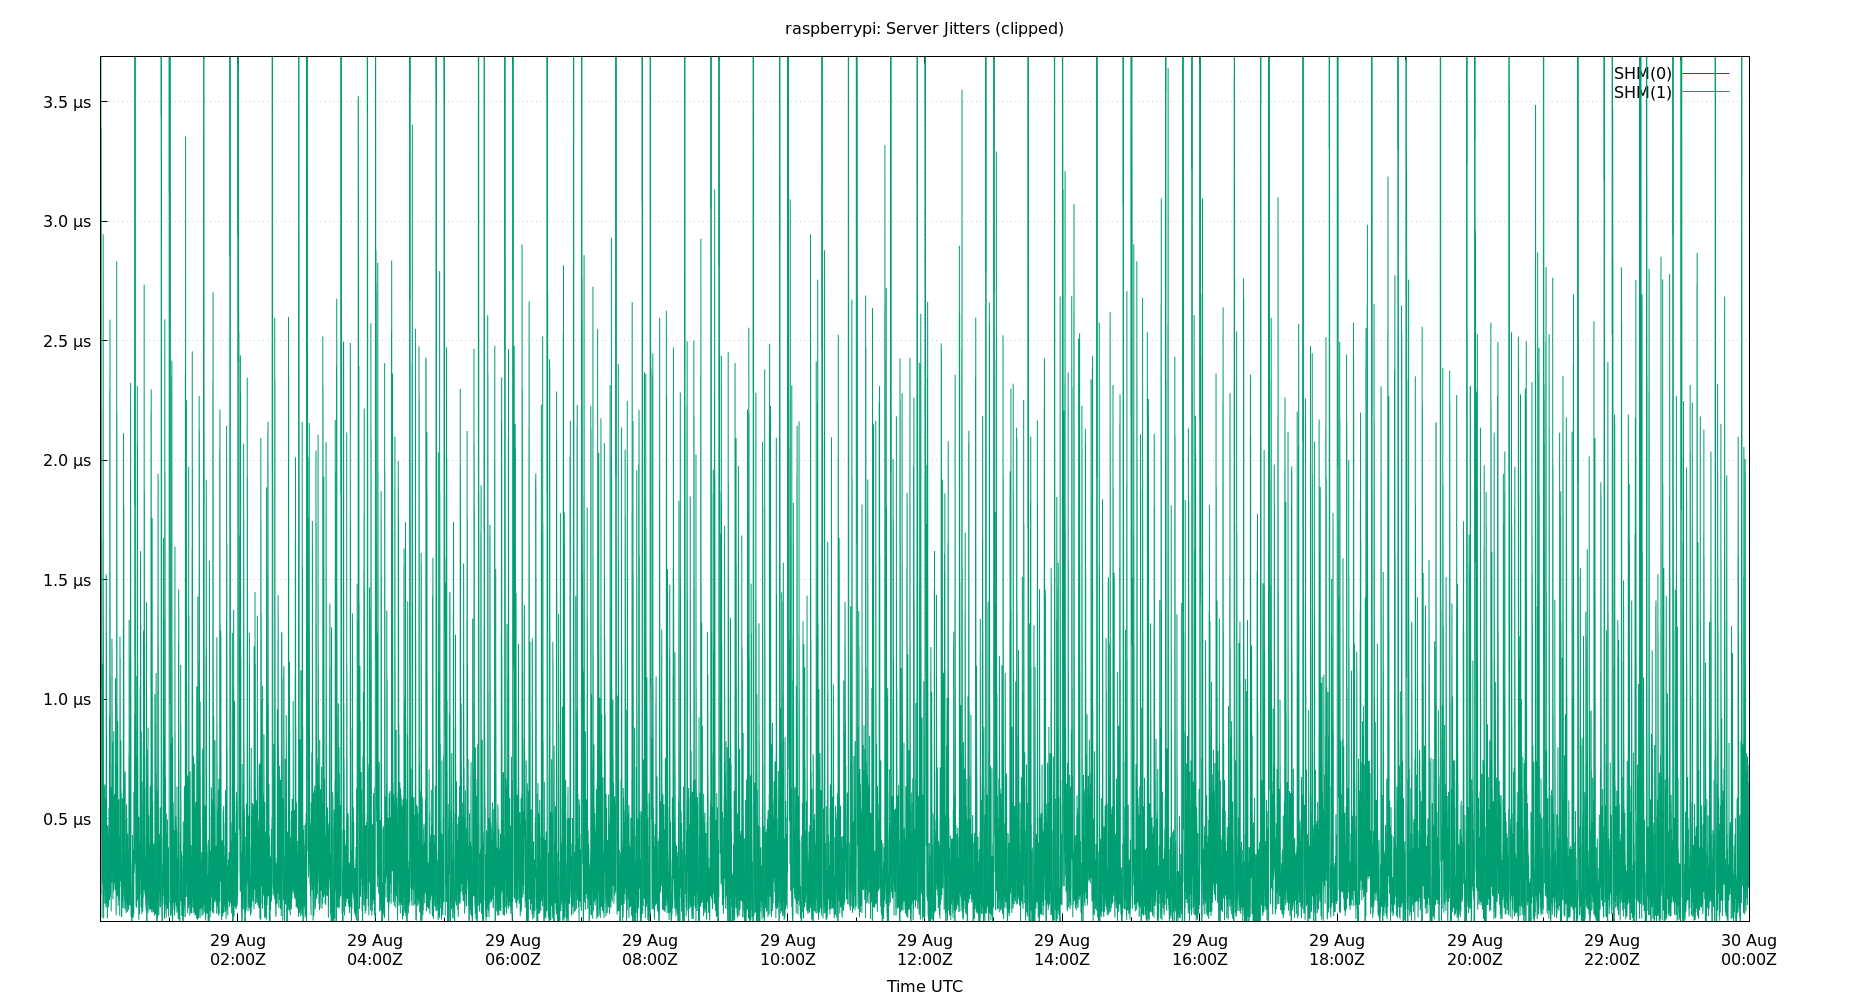 raspberrypi: Server Jitters (clipped)
SHM(0)
SHM(1)
3.5 µs
3.0 µs
2.5 µs
2.0 µs
1.5 µs
1.0 µs
0.5 µs
29 Aug 29 Aug 29 Aug 29 Aug 29 Aug 29 Aug 29 Aug 29 Aug 29 Aug 29 Aug 29 Aug 30 Aug
02:00Z 04:00Z 06:00Z 08:00Z 10:00Z 12:00Z 14:00Z 16:00Z 18:00Z 20:00Z 22:00Z 00:00Z
Time UTC